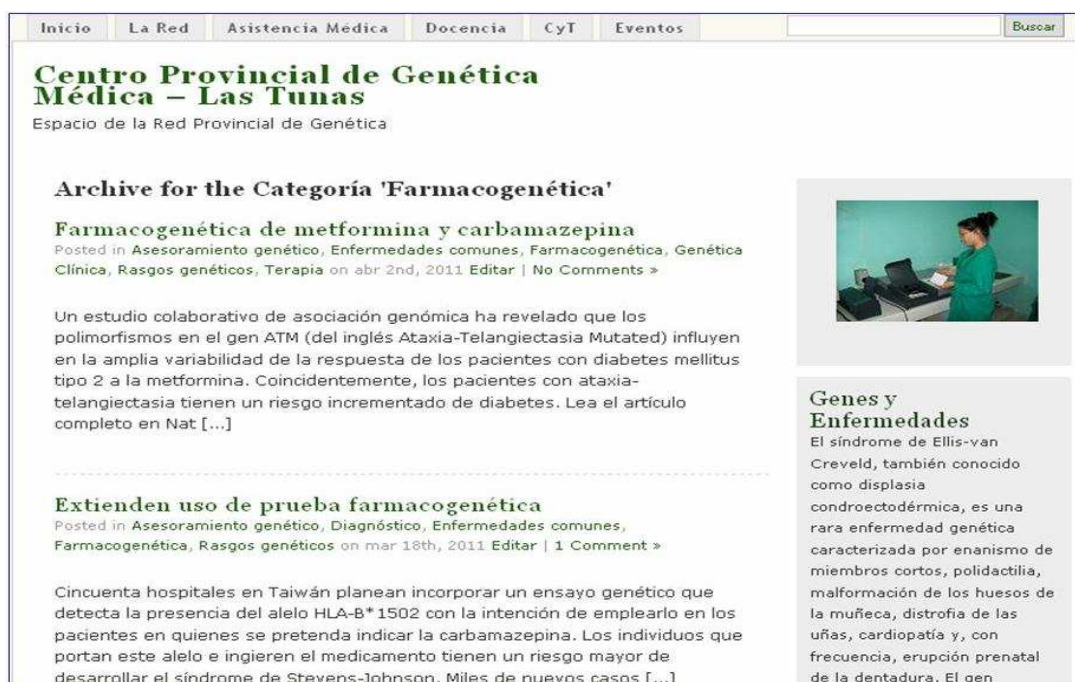 Inicio La Red Asistencia Médica Docencia CyT Eventos Buscar
Centro Provincial de Genética
Médica – Las Tunas
Espacio de la Red Provincial de Genética
Archive for the Categoría 'Farmacogenética'
Farmacogenética de metformina y carbamazepina
Posted in Asesoramiento genético, Enfermedades comunes, Farmacogenética, Genética
Clínica, Rasgos genéticos, Terapia on abr 2nd, 2011 Editar | No Comments »
Un estudio colaborativo de asociación genómica ha revelado que los
polimorfismos en el gen ATM (del inglés Ataxia-Telangiectasia Mutated) influyen
en la amplia variabilidad de la respuesta de los pacientes con diabetes mellitus
tipo 2 a la metformina. Coincidentemente, los pacientes con ataxia-
telangiectasia tienen un riesgo incrementado de diabetes. Lea el artículo
completo en Nat [...]
Extienden uso de prueba farmacogenética
Posted in Asesoramiento genético, Diagnóstico, Enfermedades comunes,
Farmacogenética, Rasgos genéticos on mar 18th, 2011 Editar | 1 Comment »
Cincuenta hospitales en Taiwán planean incorporar un ensayo genético que
detecta la presencia del alelo HLA-B*1502 con la intención de emplearlo en los
pacientes en quienes se pretenda indicar la carbamazepina. Los individuos que
portan este alelo e ingieren el medicamento tienen un riesgo mayor de
desarrollar el síndrome de Stevens-Johnson. Miles de nuevos casos [...]
Genes y
Enfermedades
El síndrome de Ellis-van
Creveld, también conocido
como displasia
condroectodérmica, es una
rara enfermedad genética
caracterizada por enanismo de
miembros cortos, polidactilia,
malformación de los huesos de
la muñeca, distrofia de las
uñas, cardiopatía y, con
frecuencia, erupción prenatal
de la dentadura. El gen